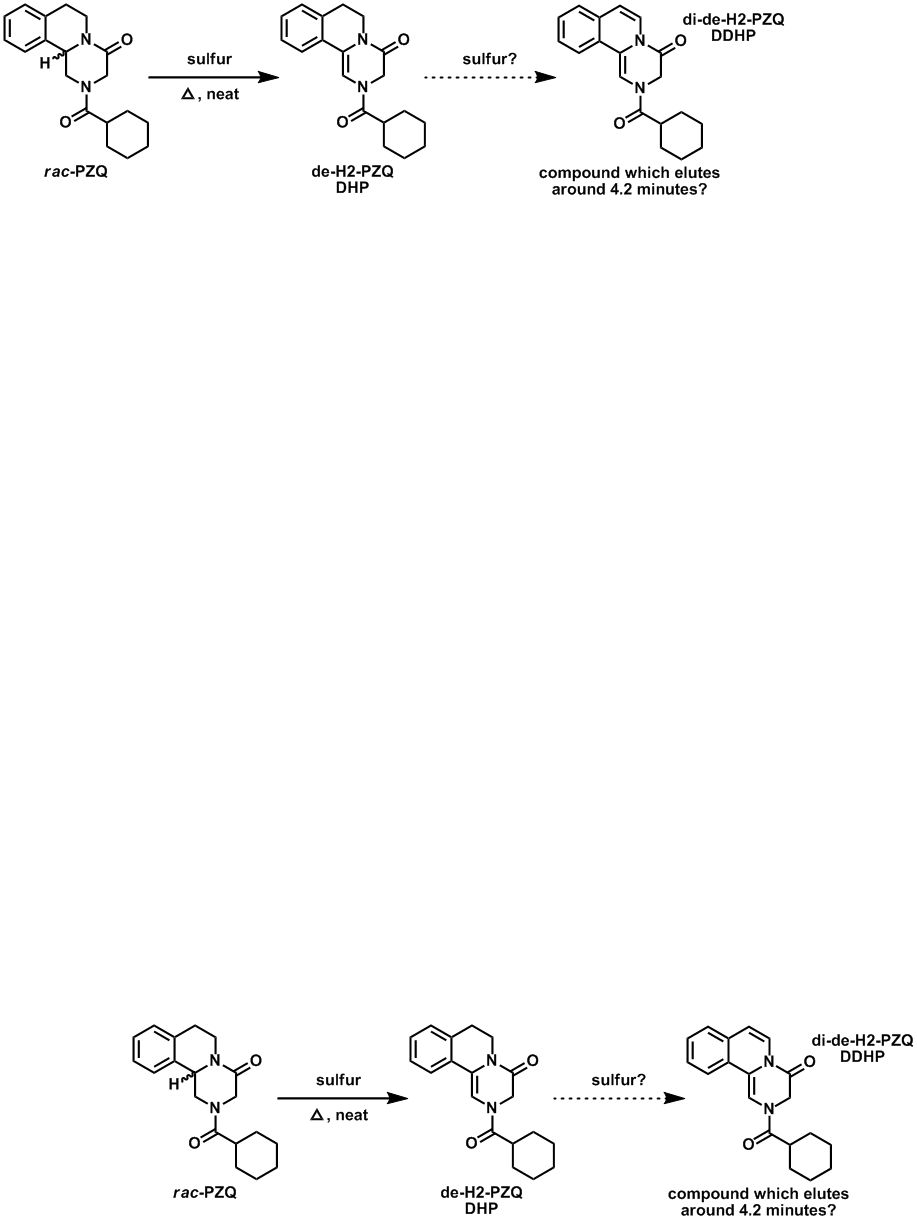 di-de-H2-PZQ
DDHP
H N O
N
O
sulfur
Δ, neat
N O
N
O
sulfur?
N O
N
O
rac-PZQ
de-H2-PZQ
DHP
compound which elutes
around 4.2 minutes?
di-de-H2-PZQ
DDHP
H N O
N
O
sulfur
Δ, neat
N O
N
O
sulfur?
N O
N
O
rac-PZQ
de-H2-PZQ
DHP
compound which elutes
around 4.2 minutes?